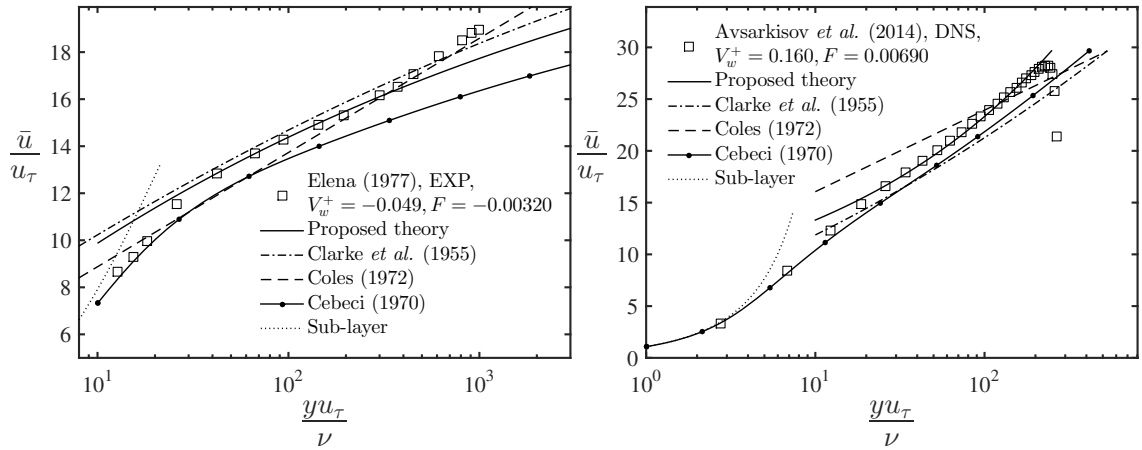 18
16
14
12
10
8
6
ū
u_τ
10^1
10^2
10^3
yu_τ
ν
Elena (1977), EXP,
V_w^+ = −0.049, F = −0.00320
Proposed theory
Clarke et al. (1955)
Coles (1972)
Cebeci (1970)
Sub-layer
30
25
20
15
10
5
0
ū
u_τ
10^0
10^1
10^2
yu_τ
ν
Avsarkisov et al. (2014), DNS,
V_w^+ = 0.160, F = 0.00690
Proposed theory
Clarke et al. (1955)
Coles (1972)
Cebeci (1970)
Sub-layer